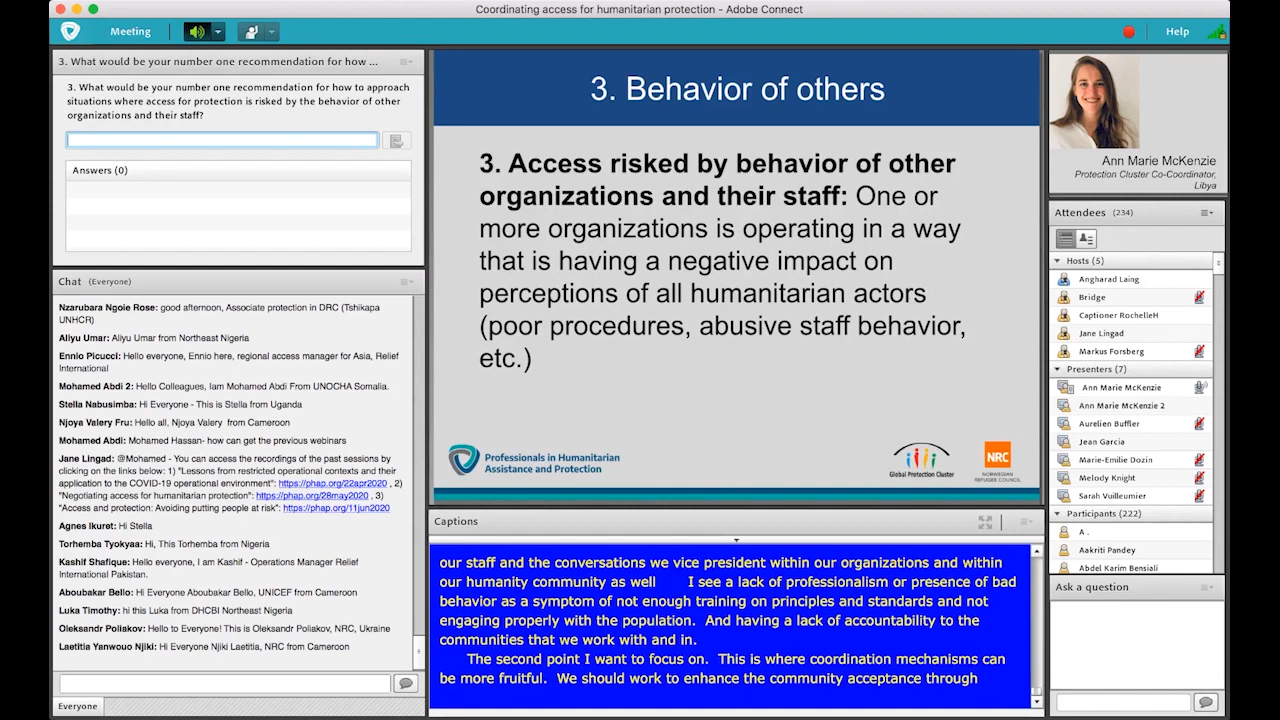 Coordinating access for humanitarian protection - Adobe Connect
Meeting
Help
3. What would be your number one recommendation for how ...
3. What would be your number one recommendation for how to approach
situations where access for protection is risked by the behavior of other
organizations and their staff?
Answers (0)
Chat (Everyone)
Nzarubara Ngoie Rose: good afternoon, Associate protection in DRC (Tshikapa
UNHCR)
Aliyu Umar: Aliyu Umar from Northeast Nigeria
Ennio Picucci: Hello everyone, Ennio here, regional access manager for Asia, Relief
International
Mohamed Abdi 2: Hello Colleagues, Iam Mohamed Abdi From UNOCHA Somalia.
Stella Nabusimba: Hi Everyone - This is Stella from Uganda
Njoya Valery Fru: Hello all, Njoya Valery from Cameroon
Mohamed Abdi: Mohamed Hassan- how can get the previous webinars
Jane Lingad: @Mohamed - You can access the recordings of the past sessions by
clicking on the links below: 1) "Lessons from restricted operational contexts and their
application to the COVID-19 operational environment": https://phap.org/22apr2020 , 2)
"Negotiating access for humanitarian protection": https://phap.org/28may2020 , 3)
"Access and protection: Avoiding putting people at risk": https://phap.org/11jun2020
Agnes Ikuret: Hi Stella
Torhemba Tyokyaa: Hi, This Torhemba from Nigeria
Kashif Shafique: Hello everyone, I am Kashif - Operations Manager Relief
International Pakistan.
Aboubakar Bello: Hi Everyone Aboubakar Bello, UNICEF from Cameroon
Luka Timothy: hi this Luka from DHCBI Northeast Nigeria
Oleksandr Poliakov: Hello to Everyone! This is Oleksandr Poliakov, NRC, Ukraine
Laetitia Yanwouo Njiki: Hi Everyone Njiki Laetitia, NRC from Cameroon
Everyone
3. Behavior of others
3. Access risked by behavior of other
organizations and their staff: One or
more organizations is operating in a way
that is having a negative impact on
perceptions of all humanitarian actors
(poor procedures, abusive staff behavior,
etc.)
Professionals in Humanitarian
Assistance and Protection
Global Protection Cluster
NRC
NORWEGIAN
REFUGEE COUNCIL
Captions
our staff and the conversations we vice president within our organizations and within
our humanity community as well I see a lack of professionalism or presence of bad
behavior as a symptom of not enough training on principles and standards and not
engaging properly with the population. And having a lack of accountability to the
communities that we work with and in.
The second point I want to focus on. This is where coordination mechanisms can
be more fruitful. We should work to enhance the community acceptance through
Ann Marie McKenzie
Protection Cluster Co-Coordinator,
Libya
Attendees (234)
Hosts (5)
Angharad Laing
Bridge
Captioner RochelleH
Jane Lingad
Markus Forsberg
Presenters (7)
Ann Marie McKenzie
Ann Marie McKenzie 2
Aurelien Buffler
Jean Garcia
Marie-Emilie Dozin
Melody Knight
Sarah Vuilleumier
Participants (222)
A .
Aakriti Pandey
Abdel Karim Bensiali
Ask a question